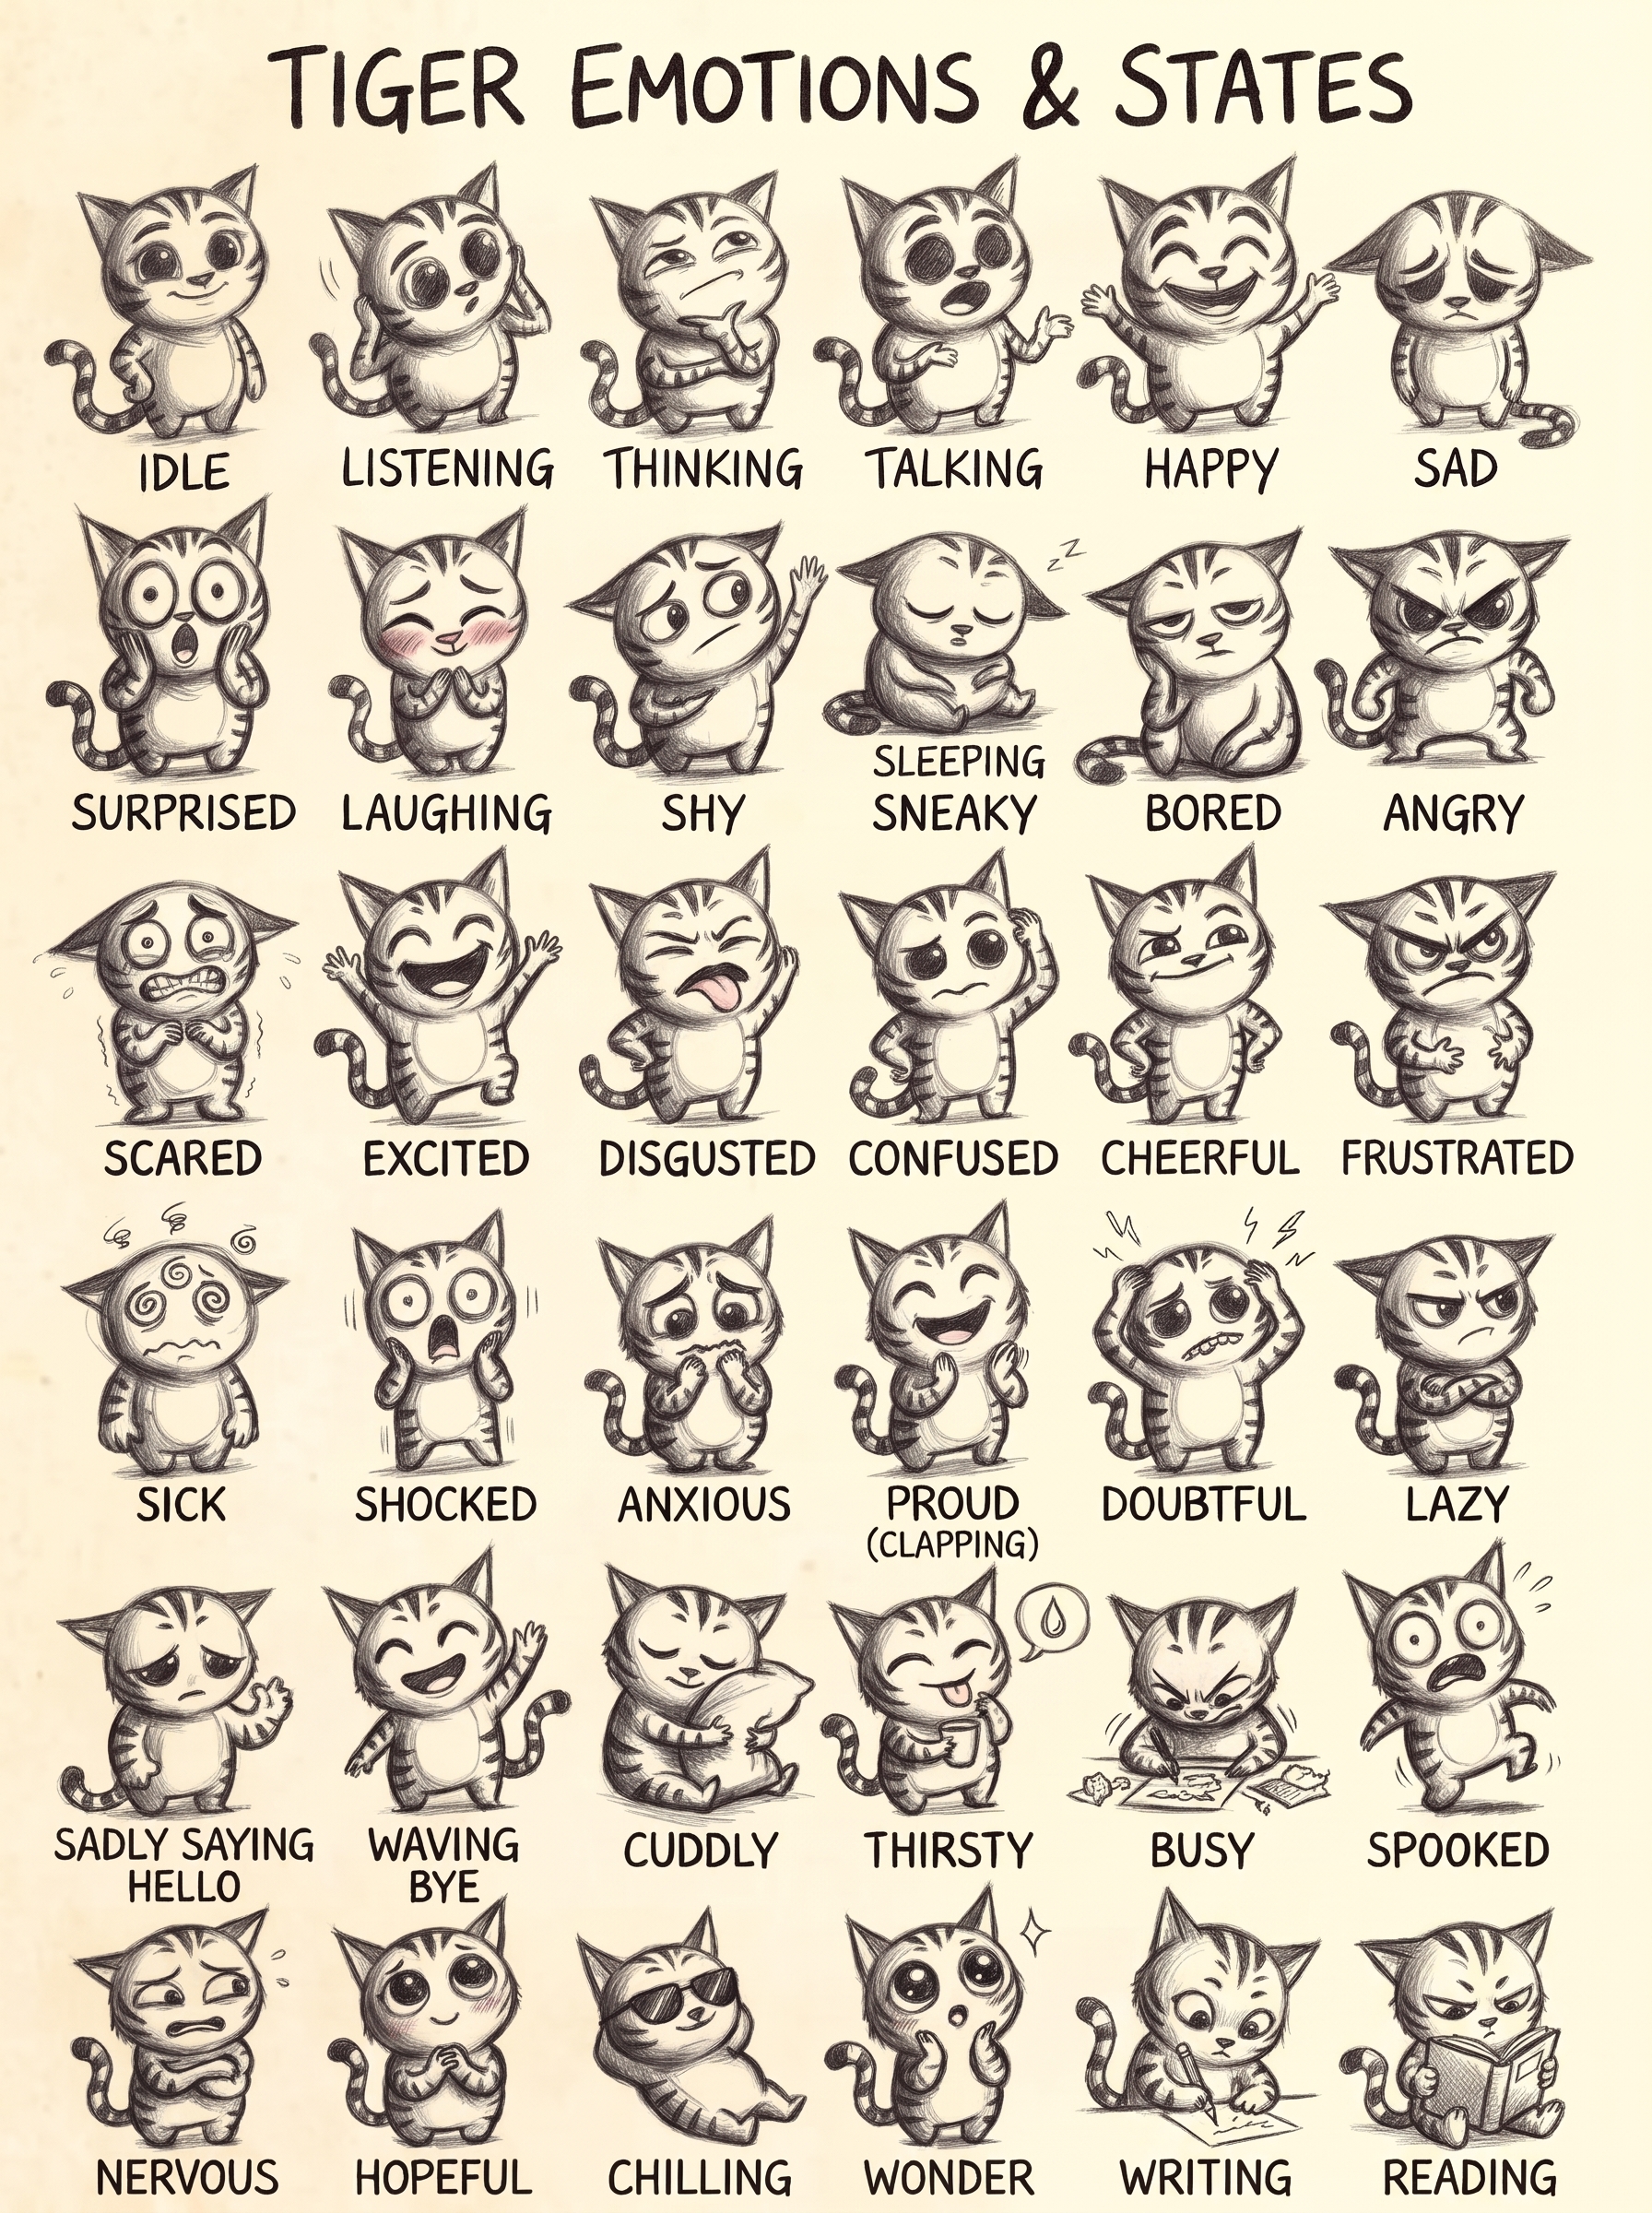 TIGER EMOTIONS & STATES
IDLE
LISTENING
THINKING
TALKING
HAPPY
SAD
zz
SURPRISED
LAUGHING
SHY
SLEEPING
SNEAKY
BORED
ANGRY
SCARED
EXCITED
DISGUSTED
CONFUSED
CHEERFUL
FRUSTRATED
SICK
SHOCKED
ANXIOUS
PROUD
(CLAPPING)
DOUBTFUL
LAZY
SADLY SAYING
HELLO
WAVING
BYE
CUDDLY
THIRSTY
BUSY
SPOOKED
NERVOUS
HOPEFUL
CHILLING
WONDER
WRITING
READING